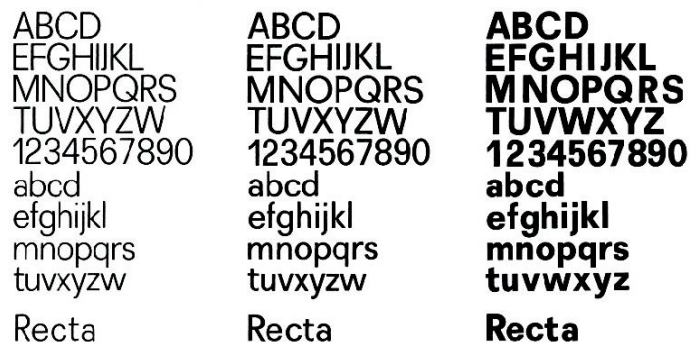 ABCD
EFGHIJKL
MNOPQRS
TUVXYZW
1234567890
abcd
efghijkl
mnopqrs
tuvxyzw
Recta
ABCD
EFGHIJKL
MNOPQRS
TUVXYZW
1234567890
abcd
efghijkl
mnopqrs
tuvxyzw
Recta
ABCD
EFGHIJKL
MNOPQRS
TUVWXYZ
1234567890
abcd
efghijkl
mnopqrs
tuvwxyz
Recta